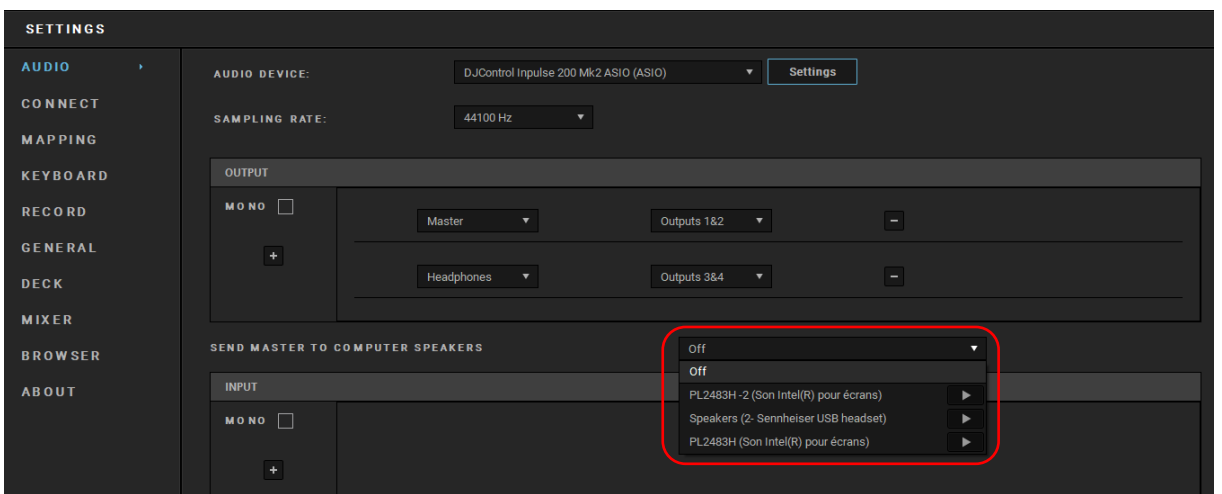 SETTINGS
AUDIO
CONNECT
MAPPING
KEYBOARD
RECORD
GENERAL
DECK
MIXER
BROWSER
ABOUT
AUDIO DEVICE: DJControl Inpulse 200 Mk2 ASIO (ASIO) Settings
SAMPLING RATE: 44100 Hz
OUTPUT
MONO
Master Outputs 1&2 −
+
Headphones Outputs 3&4 −
SEND MASTER TO COMPUTER SPEAKERS Off
Off
PL2483H -2 (Son Intel(R) pour écrans)
Speakers (2- Sennheiser USB headset)
PL2483H (Son Intel(R) pour écrans)
INPUT
MONO
+